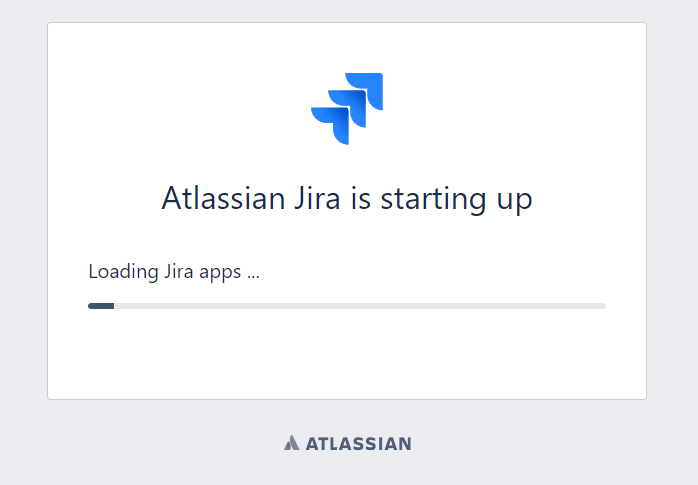 Atlassian Jira is starting up
Loading Jira apps ...
ATLASSIAN